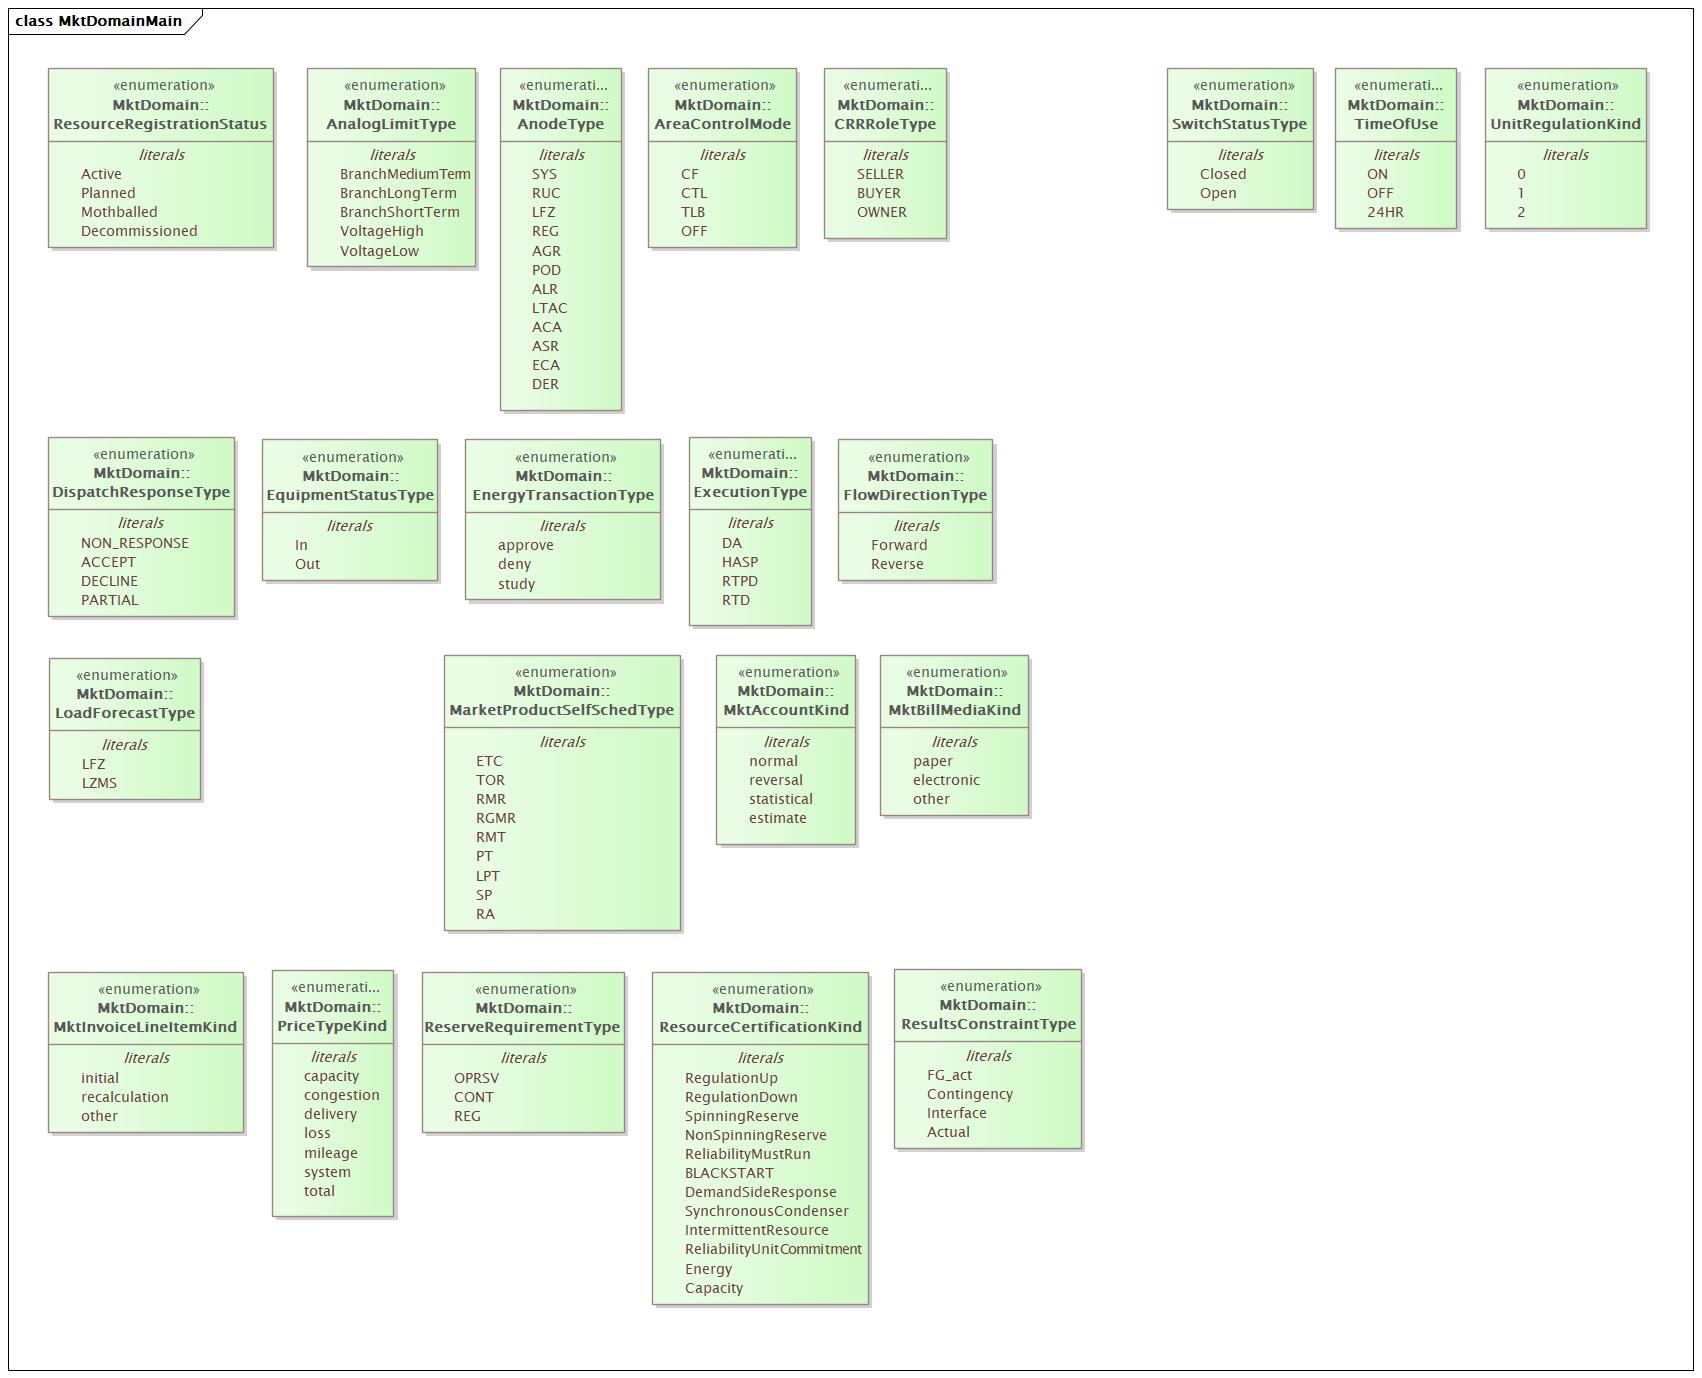 class MktDomainMain
«enumeration»
MktDomain::
ResourceRegistrationStatus
literals
Active
Planned
Mothballed
Decommissioned
«enumeration»
MktDomain::
AnalogLimitType
literals
BranchMediumTerm
BranchLongTerm
BranchShortTerm
VoltageHigh
VoltageLow
«enumerati...
MktDomain::
AnodeType
literals
SYS
RUC
LFZ
REG
AGR
POD
ALR
LTAC
ACA
ASR
ECA
DER
«enumeration»
MktDomain::
AreaControlMode
literals
CF
CTL
TLB
OFF
«enumerati...
MktDomain::
CRRRoleType
literals
SELLER
BUYER
OWNER
«enumeration»
MktDomain::
SwitchStatusType
literals
Closed
Open
«enumerati...
MktDomain::
TimeOfUse
literals
ON
OFF
24HR
«enumeration»
MktDomain::
UnitRegulationKind
literals
0
1
2
«enumeration»
MktDomain::
DispatchResponseType
literals
NON_RESPONSE
ACCEPT
DECLINE
PARTIAL
«enumeration»
MktDomain::
EquipmentStatusType
literals
In
Out
«enumeration»
MktDomain::
EnergyTransactionType
literals
approve
deny
study
«enumerati...
MktDomain::
ExecutionType
literals
DA
HASP
RTPD
RTD
«enumeration»
MktDomain::
FlowDirectionType
literals
Forward
Reverse
«enumeration»
MktDomain::
LoadForecastType
literals
LFZ
LZMS
«enumeration»
MktDomain::
MarketProductSelfSchedType
literals
ETC
TOR
RMR
RGMR
RMT
PT
LPT
SP
RA
«enumeration»
MktDomain::
MktAccountKind
literals
normal
reversal
statistical
estimate
«enumeration»
MktDomain::
MktBillMediaKind
literals
paper
electronic
other
«enumeration»
MktDomain::
MktInvoiceLineItemKind
literals
initial
recalculation
other
«enumerati...
MktDomain::
PriceTypeKind
literals
capacity
congestion
delivery
loss
mileage
system
total
«enumeration»
MktDomain::
ReserveRequirementType
literals
OPRSV
CONT
REG
«enumeration»
MktDomain::
ResourceCertificationKind
literals
RegulationUp
RegulationDown
SpinningReserve
NonSpinningReserve
ReliabilityMustRun
BLACKSTART
DemandSideResponse
SynchronousCondenser
IntermittentResource
ReliabilityUnitCommitment
Energy
Capacity
«enumeration»
MktDomain::
ResultsConstraintType
literals
FG_act
Contingency
Interface
Actual